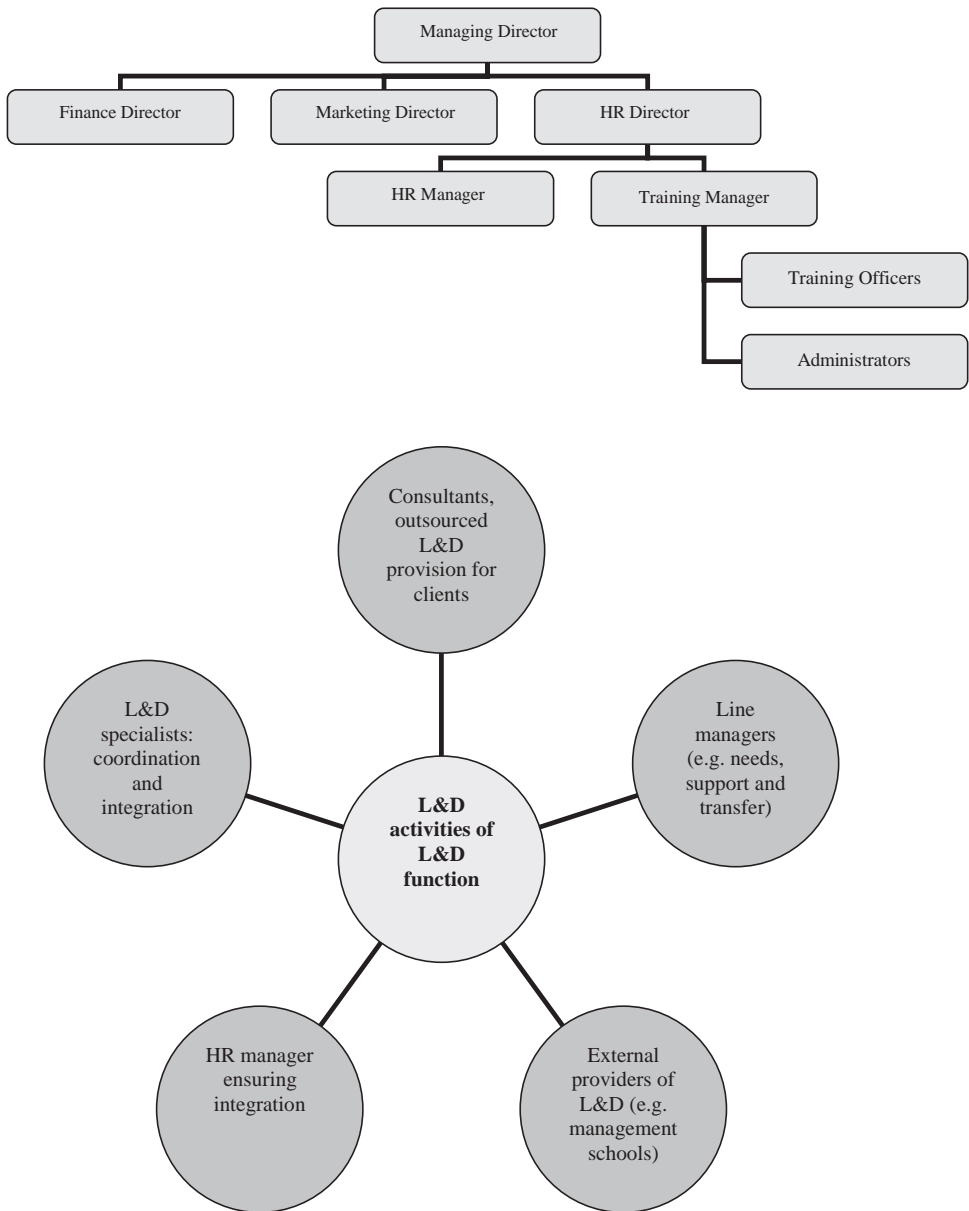 Managing Director
Finance Director
Marketing Director
HR Director
HR Manager
Training Manager
Training Officers
Administrators
Consultants,
outsourced
L&D
provision for
clients
L&D
specialists:
coordination
and
integration
Line
managers
(e.g. needs,
support and
transfer)
L&D
activities of
L&D
function
HR manager
ensuring
integration
External
providers of
L&D (e.g.
management
schools)